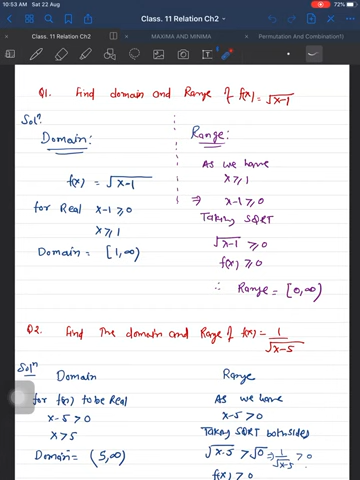 10:53 AM Sat 22 Aug
72%
Class. 11 Relation Ch2
Class. 11 Relation Ch2
MAXIMA AND MINIMA
Permutation And Combination
Q1. Find domain and Range of f(x) = √x-1
Solⁿ
Domain:
f(x) = √x-1
for Real x-1 ≥ 0
x ≥ 1
Domain = [1,∞)
Range:
As we have
x ≥ 1
⇒ x-1 ≥ 0
Taking SQRT
√x-1 ≥ 0
f(x) ≥ 0
∴ Range = [0,∞)
Q2. Find The domain and Range of f(x) = 1/√x-5
Solⁿ
Domain
for f(x) to be Real
x-5 > 0
x > 5
Domain = (5,∞)
Range
As we have
x-5 > 0
Taking SQRT both sides
√x-5 > √0 ⇒ 1/√x-5 > 0
f(x) > 0